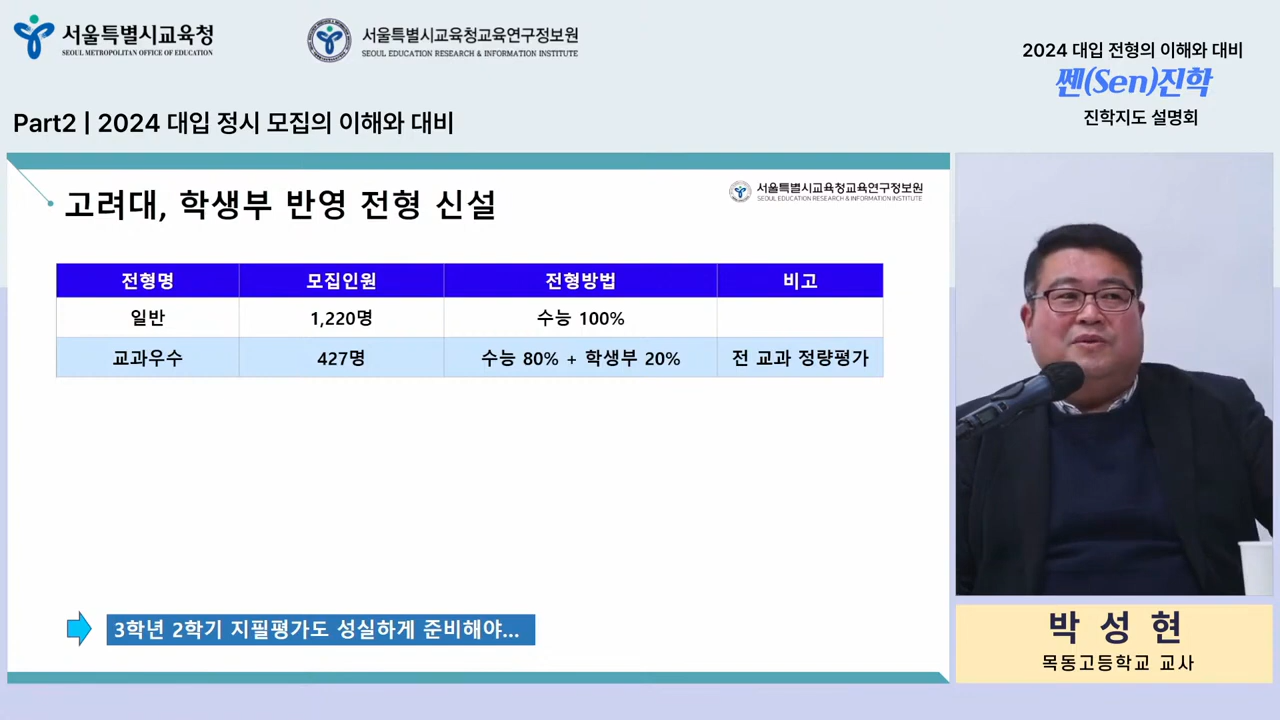 서울특별시교육청
SEOUL METROPOLITAN OFFICE OF EDUCATION
서울특별시교육청교육연구정보원
SEOUL EDUCATION RESEARCH & INFORMATION INSTITUTE
2024 대입 전형의 이해와 대비
쎈(Sen)진학
진학지도 설명회
Part2 | 2024 대입 정시 모집의 이해와 대비
고려대, 학생부 반영 전형 신설
서울특별시교육청교육연구정보원
SEOUL EDUCATION RESEARCH & INFORMATION INSTITUTE
전형명 모집인원 전형방법 비고
일반 1,220명 수능 100%
교과우수 427명 수능 80% + 학생부 20% 전 교과 정량평가
3학년 2학기 지필평가도 성실하게 준비해야...
박 성 현
목동고등학교 교사